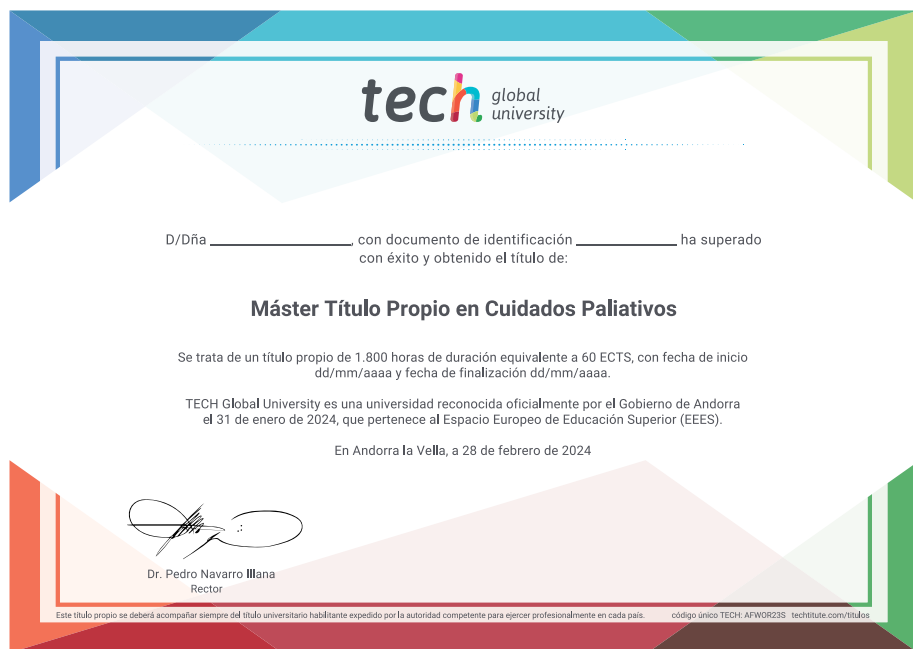 tech global university
D/Dña , con documento de identificación ha superado
con éxito y obtenido el título de:
Máster Título Propio en Cuidados Paliativos
Se trata de un título propio de 1.800 horas de duración equivalente a 60 ECTS, con fecha de inicio
dd/mm/aaaa y fecha de finalización dd/mm/aaaa.
TECH Global University es una universidad reconocida oficialmente por el Gobierno de Andorra
el 31 de enero de 2024, que pertenece al Espacio Europeo de Educación Superior (EEES).
En Andorra la Vella, a 28 de febrero de 2024
Dr. Pedro Navarro Illana
Rector
Este título propio se deberá acompañar siempre del título universitario habilitante expedido por la autoridad competente para ejercer profesionalmente en cada país. código único TECH: AFWOR23S techtitute.com/titulos